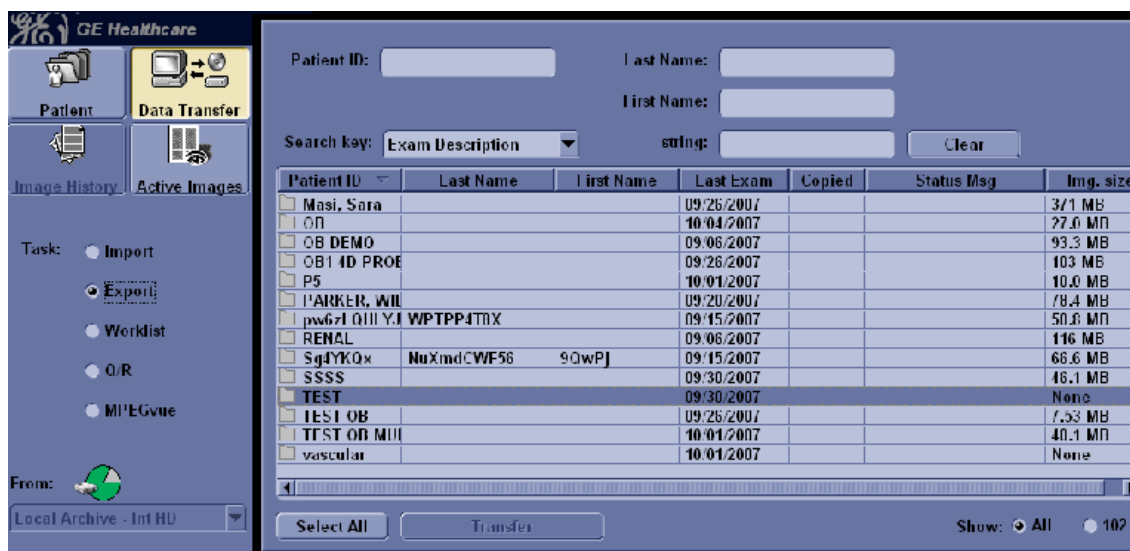 GE Healthcare
Patient
Data Transfer
Image History
Active Images
Task:
Import
Export
Worklist
Q/R
MPEGvue
From:
Local Archive - Int HD
Patient ID:
Last Name:
First Name:
Search key: Exam Description string: Clear
Patient ID Last Name First Name Last Exam Copied Status Msg Img. size
Masi, Sara 09/26/2007 371 MB
OB 10/04/2007 27.0 MB
OB DEMO 09/06/2007 93.3 MB
OB1 4D PROB 09/26/2007 103 MB
P5 10/01/2007 10.0 MB
PARKER, WIL 09/20/2007 78.4 MB
WPTPP4T8X 09/15/2007 50.8 MB
RENAL 09/06/2007 116 MB
Sg4YKQx NuXmdCWF56 9QwPJ 09/15/2007 66.6 MB
SSSS 09/30/2007 46.1 MB
TEST 09/30/2007 None
TEST OB 09/26/2007 7.53 MB
TEST OB MUL 10/01/2007 40.1 MB
vascular 10/01/2007 None
Select All Transfer Show: All 102